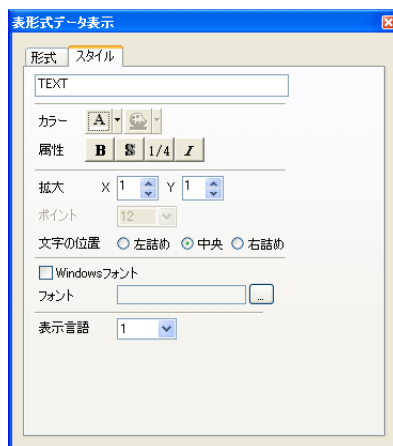 表形式データ表示
形式 スタイル
TEXT
カラー A
属性 B S 1/4 I
拡大 X 1 Y 1
ポイント 12
文字の位置 左詰め 中央 右詰め
Windowsフォント
フォント ...
表示言語 1